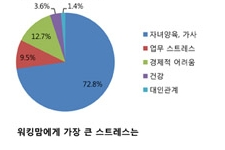 3.6%
1.4%
12.7%
9.5%
72.8%
자녀양육, 가사
업무 스트레스
경제적 어려움
건강
대인관계
워킹맘에게 가장 큰 스트레스는